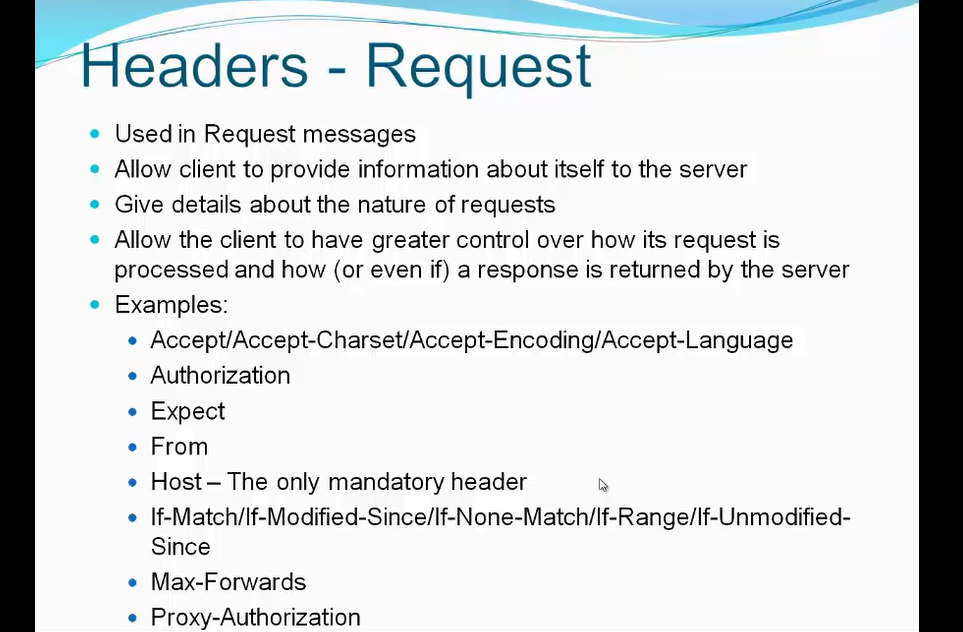 Headers - Request
Used in Request messages
Allow client to provide information about itself to the server
Give details about the nature of requests
Allow the client to have greater control over how its request is
processed and how (or even if) a response is returned by the server
Examples:
Accept/Accept-Charset/Accept-Encoding/Accept-Language
Authorization
Expect
From
Host – The only mandatory header
If-Match/If-Modified-Since/If-None-Match/If-Range/If-Unmodified-
Since
Max-Forwards
Proxy-Authorization